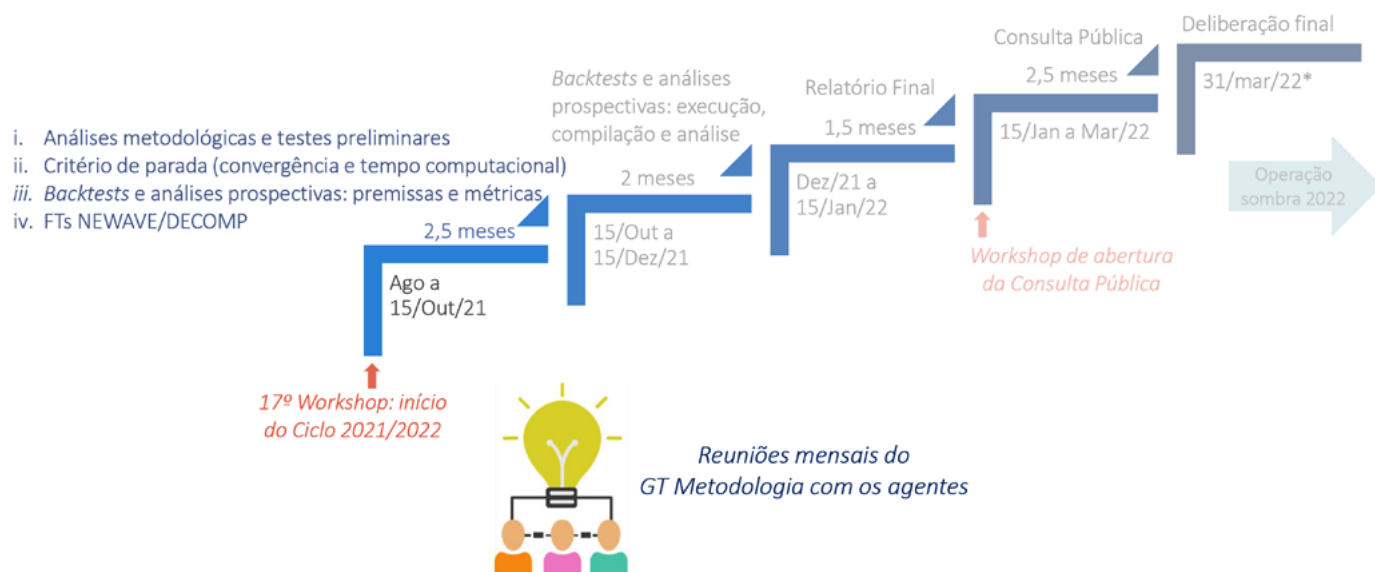 i. Análises metodológicas e testes preliminares
ii. Critério de parada (convergência e tempo computacional)
iii. Backtests e análises prospectivas: premissas e métricas
iv. FTs NEWAVE/DECOMP
2,5 meses
Ago a
15/Out/21
17º Workshop: início
do Ciclo 2021/2022
Backtests e análises
prospectivas: execução,
compilação e análise
2 meses
15/Out a
15/Dez/21
Relatório Final
1,5 meses
Dez/21 a
15/Jan/22
Consulta Pública
2,5 meses
15/Jan a Mar/22
Workshop de abertura
da Consulta Pública
Deliberação final
31/mar/22*
Operação
sombra 2022
Reuniões mensais do
GT Metodologia com os agentes